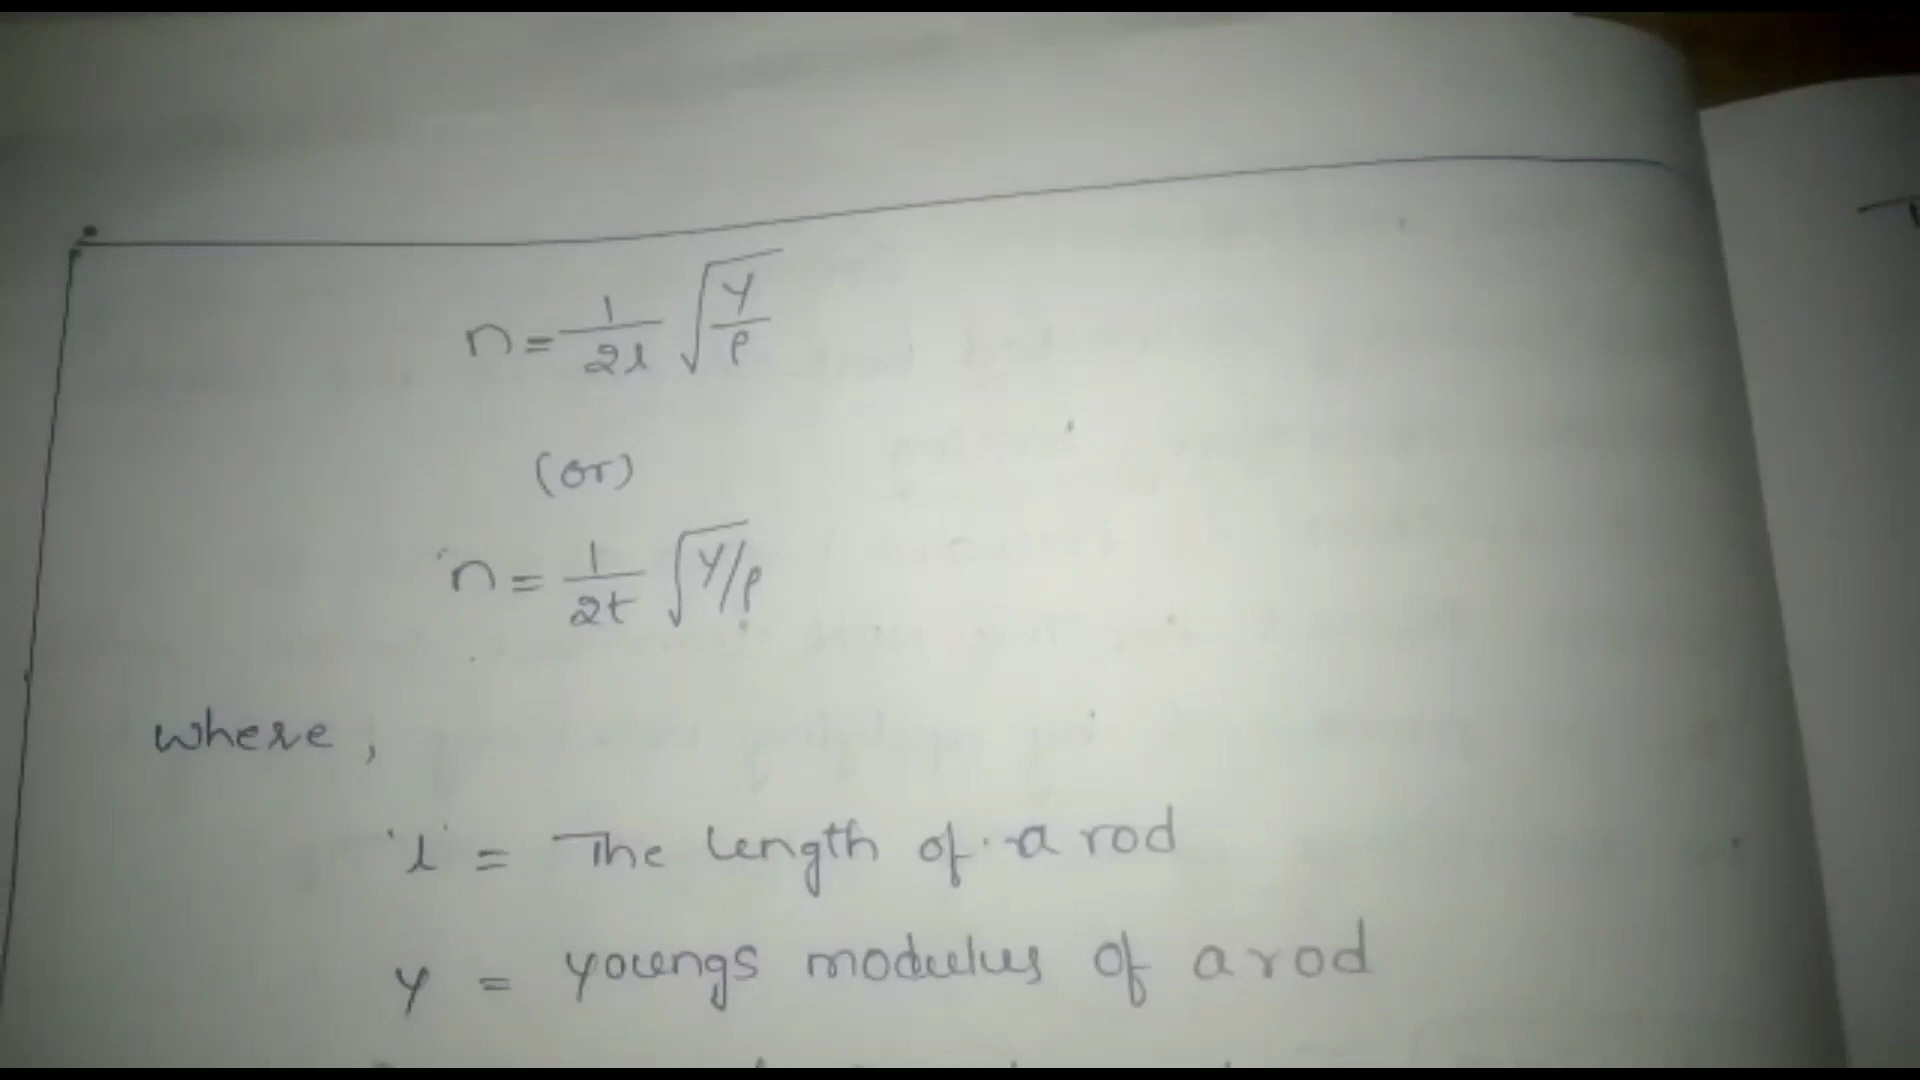 n = 1/2l √Y/ρ
(or)
n = 1/2t √Y/ρ
where,
'l' = The length of a rod
Y = youngs modulus of a rod